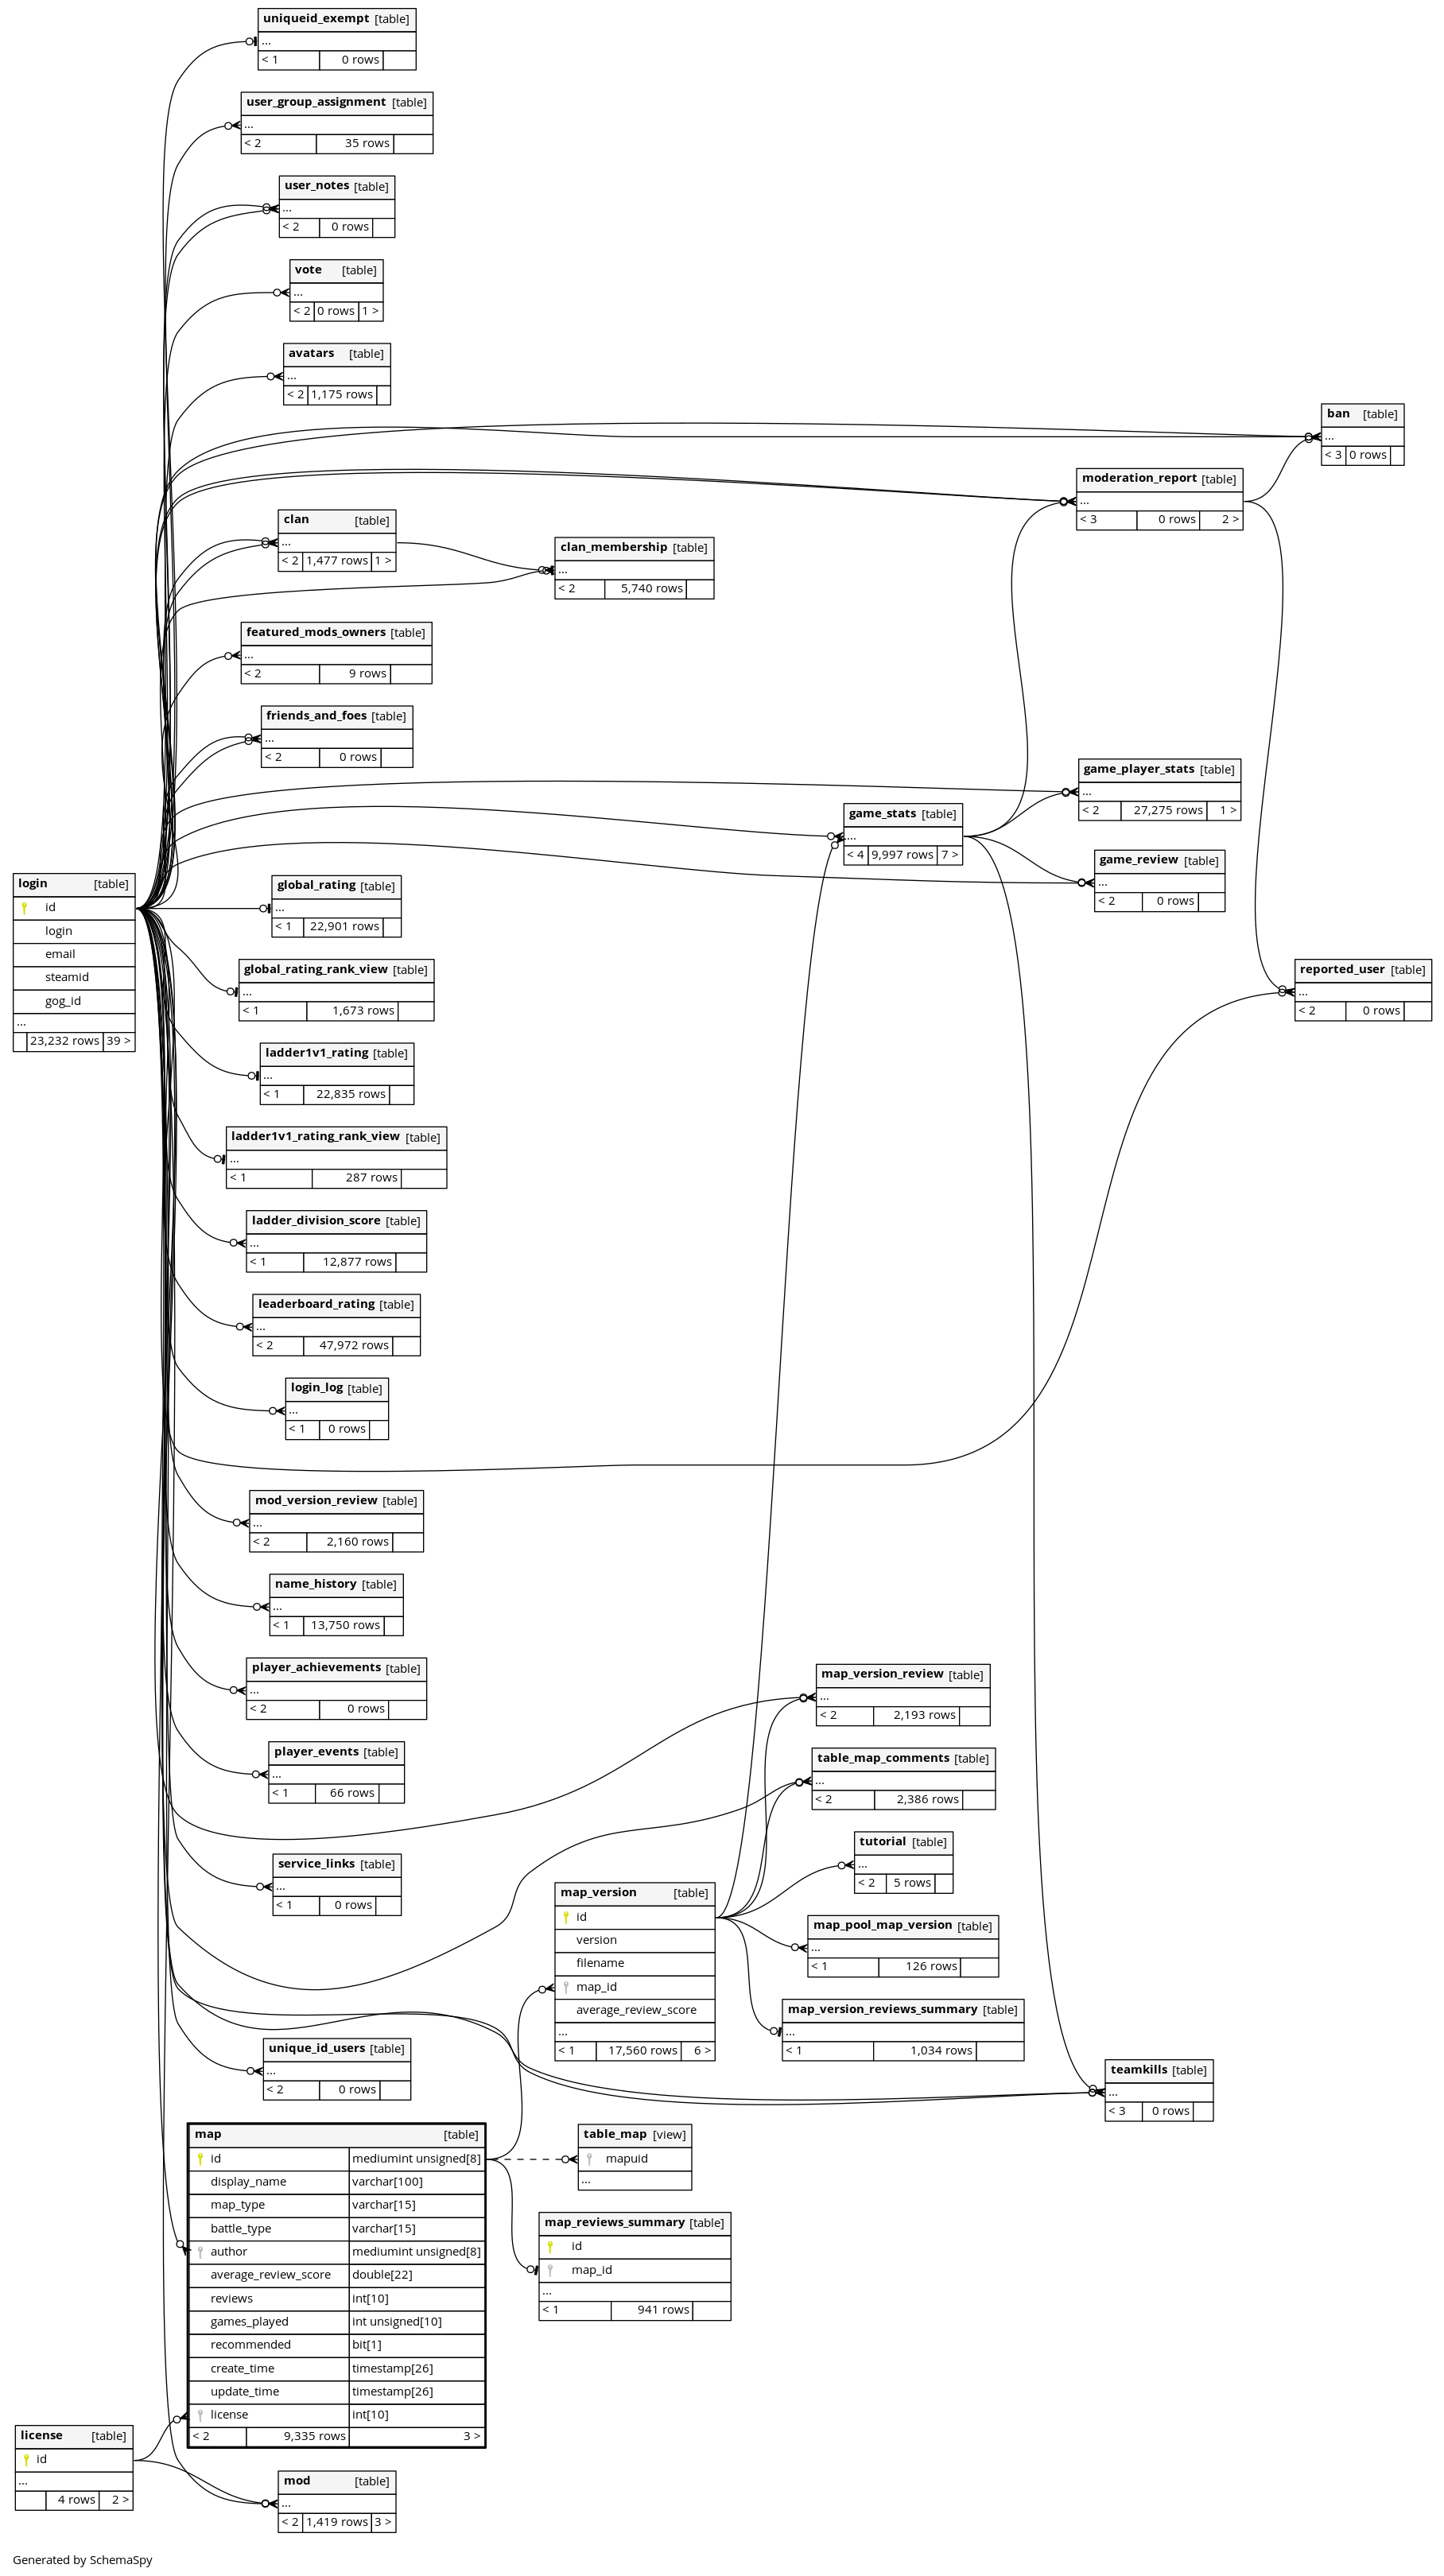 uniqueid_exempt [table]
...
< 1 0 rows
user_group_assignment [table]
...
< 2 35 rows
user_notes [table]
...
< 2 0 rows
vote [table]
...
< 2 0 rows 1 >
avatars [table]
...
< 2 1,175 rows
ban [table]
...
< 3 0 rows
moderation_report [table]
...
< 3 0 rows 2 >
clan [table]
...
< 2 1,477 rows 1 >
clan_membership [table]
...
< 2 5,740 rows
featured_mods_owners [table]
...
< 2 9 rows
friends_and_foes [table]
...
< 2 0 rows
game_player_stats [table]
...
< 2 27,275 rows 1 >
game_stats [table]
...
< 4 9,997 rows 7 >
game_review [table]
...
< 2 0 rows
login [table]
id
login
email
steamid
gog_id
...
23,232 rows 39 >
global_rating [table]
...
< 1 22,901 rows
global_rating_rank_view [table]
...
< 1 1,673 rows
reported_user [table]
...
< 2 0 rows
ladder1v1_rating [table]
...
< 1 22,835 rows
ladder1v1_rating_rank_view [table]
...
< 1 287 rows
ladder_division_score [table]
...
< 1 12,877 rows
leaderboard_rating [table]
...
< 2 47,972 rows
login_log [table]
...
< 1 0 rows
mod_version_review [table]
...
< 2 2,160 rows
name_history [table]
...
< 1 13,750 rows
player_achievements [table]
...
< 2 0 rows
map_version_review [table]
...
< 2 2,193 rows
player_events [table]
...
< 1 66 rows
table_map_comments [table]
...
< 2 2,386 rows
tutorial [table]
...
< 2 5 rows
service_links [table]
...
< 1 0 rows
map_version [table]
id
version
filename
map_id
average_review_score
...
< 1 17,560 rows 6 >
map_pool_map_version [table]
...
< 1 126 rows
map_version_reviews_summary [table]
...
< 1 1,034 rows
unique_id_users [table]
...
< 2 0 rows
teamkills [table]
...
< 3 0 rows
map [table]
id mediumint unsigned[8]
display_name varchar[100]
map_type varchar[15]
battle_type varchar[15]
author mediumint unsigned[8]
average_review_score double[22]
reviews int[10]
games_played int unsigned[10]
recommended bit[1]
create_time timestamp[26]
update_time timestamp[26]
license int[10]
< 2 9,335 rows 3 >
table_map [view]
mapuid
...
map_reviews_summary [table]
id
map_id
...
< 1 941 rows
license [table]
id
...
4 rows 2 >
mod [table]
...
< 2 1,419 rows 3 >
Generated by SchemaSpy